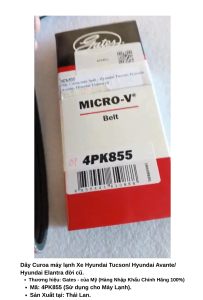 Gates
MICRO-V®
Belt
4PK855
Dây Curoa máy lạnh Xe Hyundai Tucson/ Hyundai Avante/
Hyundai Elantra đời cũ.
• Thương hiệu: Gates - của Mỹ (Hàng Nhập Khẩu Chính Hãng 100%)
• Mã: 4PK855 (Sử dụng cho Máy Lạnh).
• Sản Xuất tại: Thái Lan.